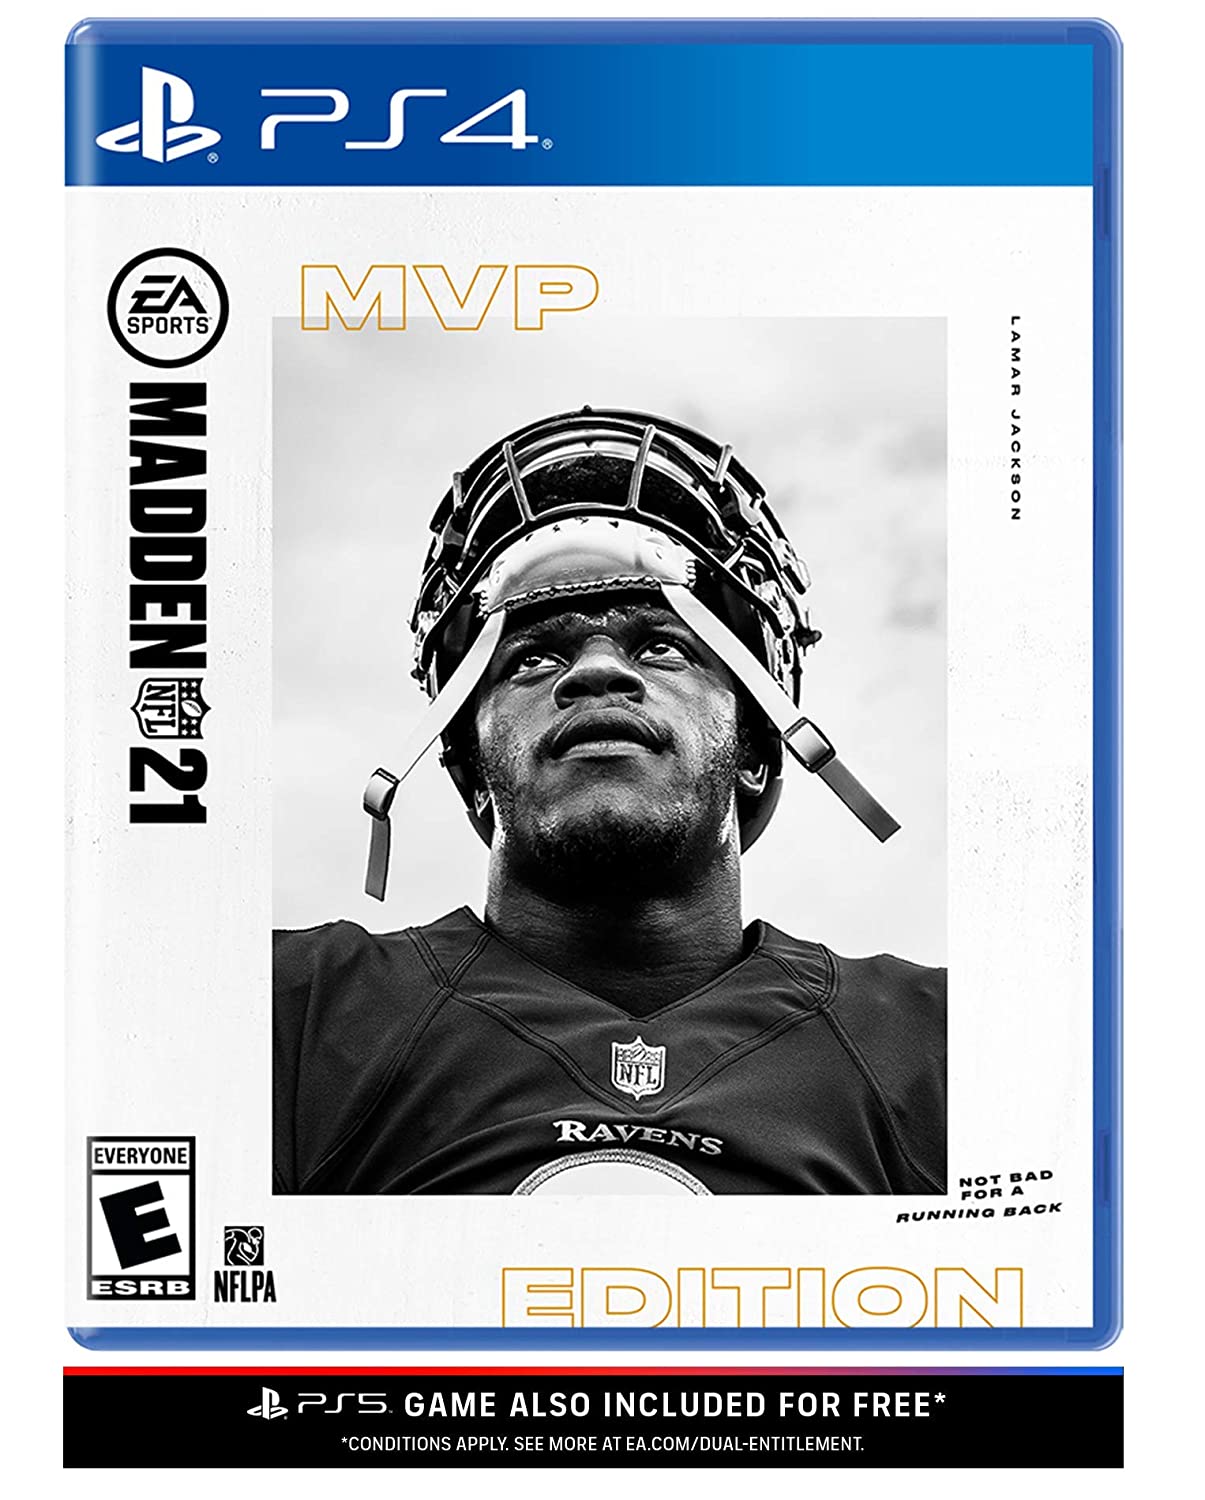 PS4
EA
SPORTS
MADDEN NFL 21
MVP
LAMAR JACKSON
NFL
RAVENS
NOT BAD
FOR A
RUNNING BACK
EVERYONE
E
ESRB
NFLPA
EDITION
PS5 GAME ALSO INCLUDED FOR FREE*
*CONDITIONS APPLY. SEE MORE AT EA.COM/DUAL-ENTITLEMENT.